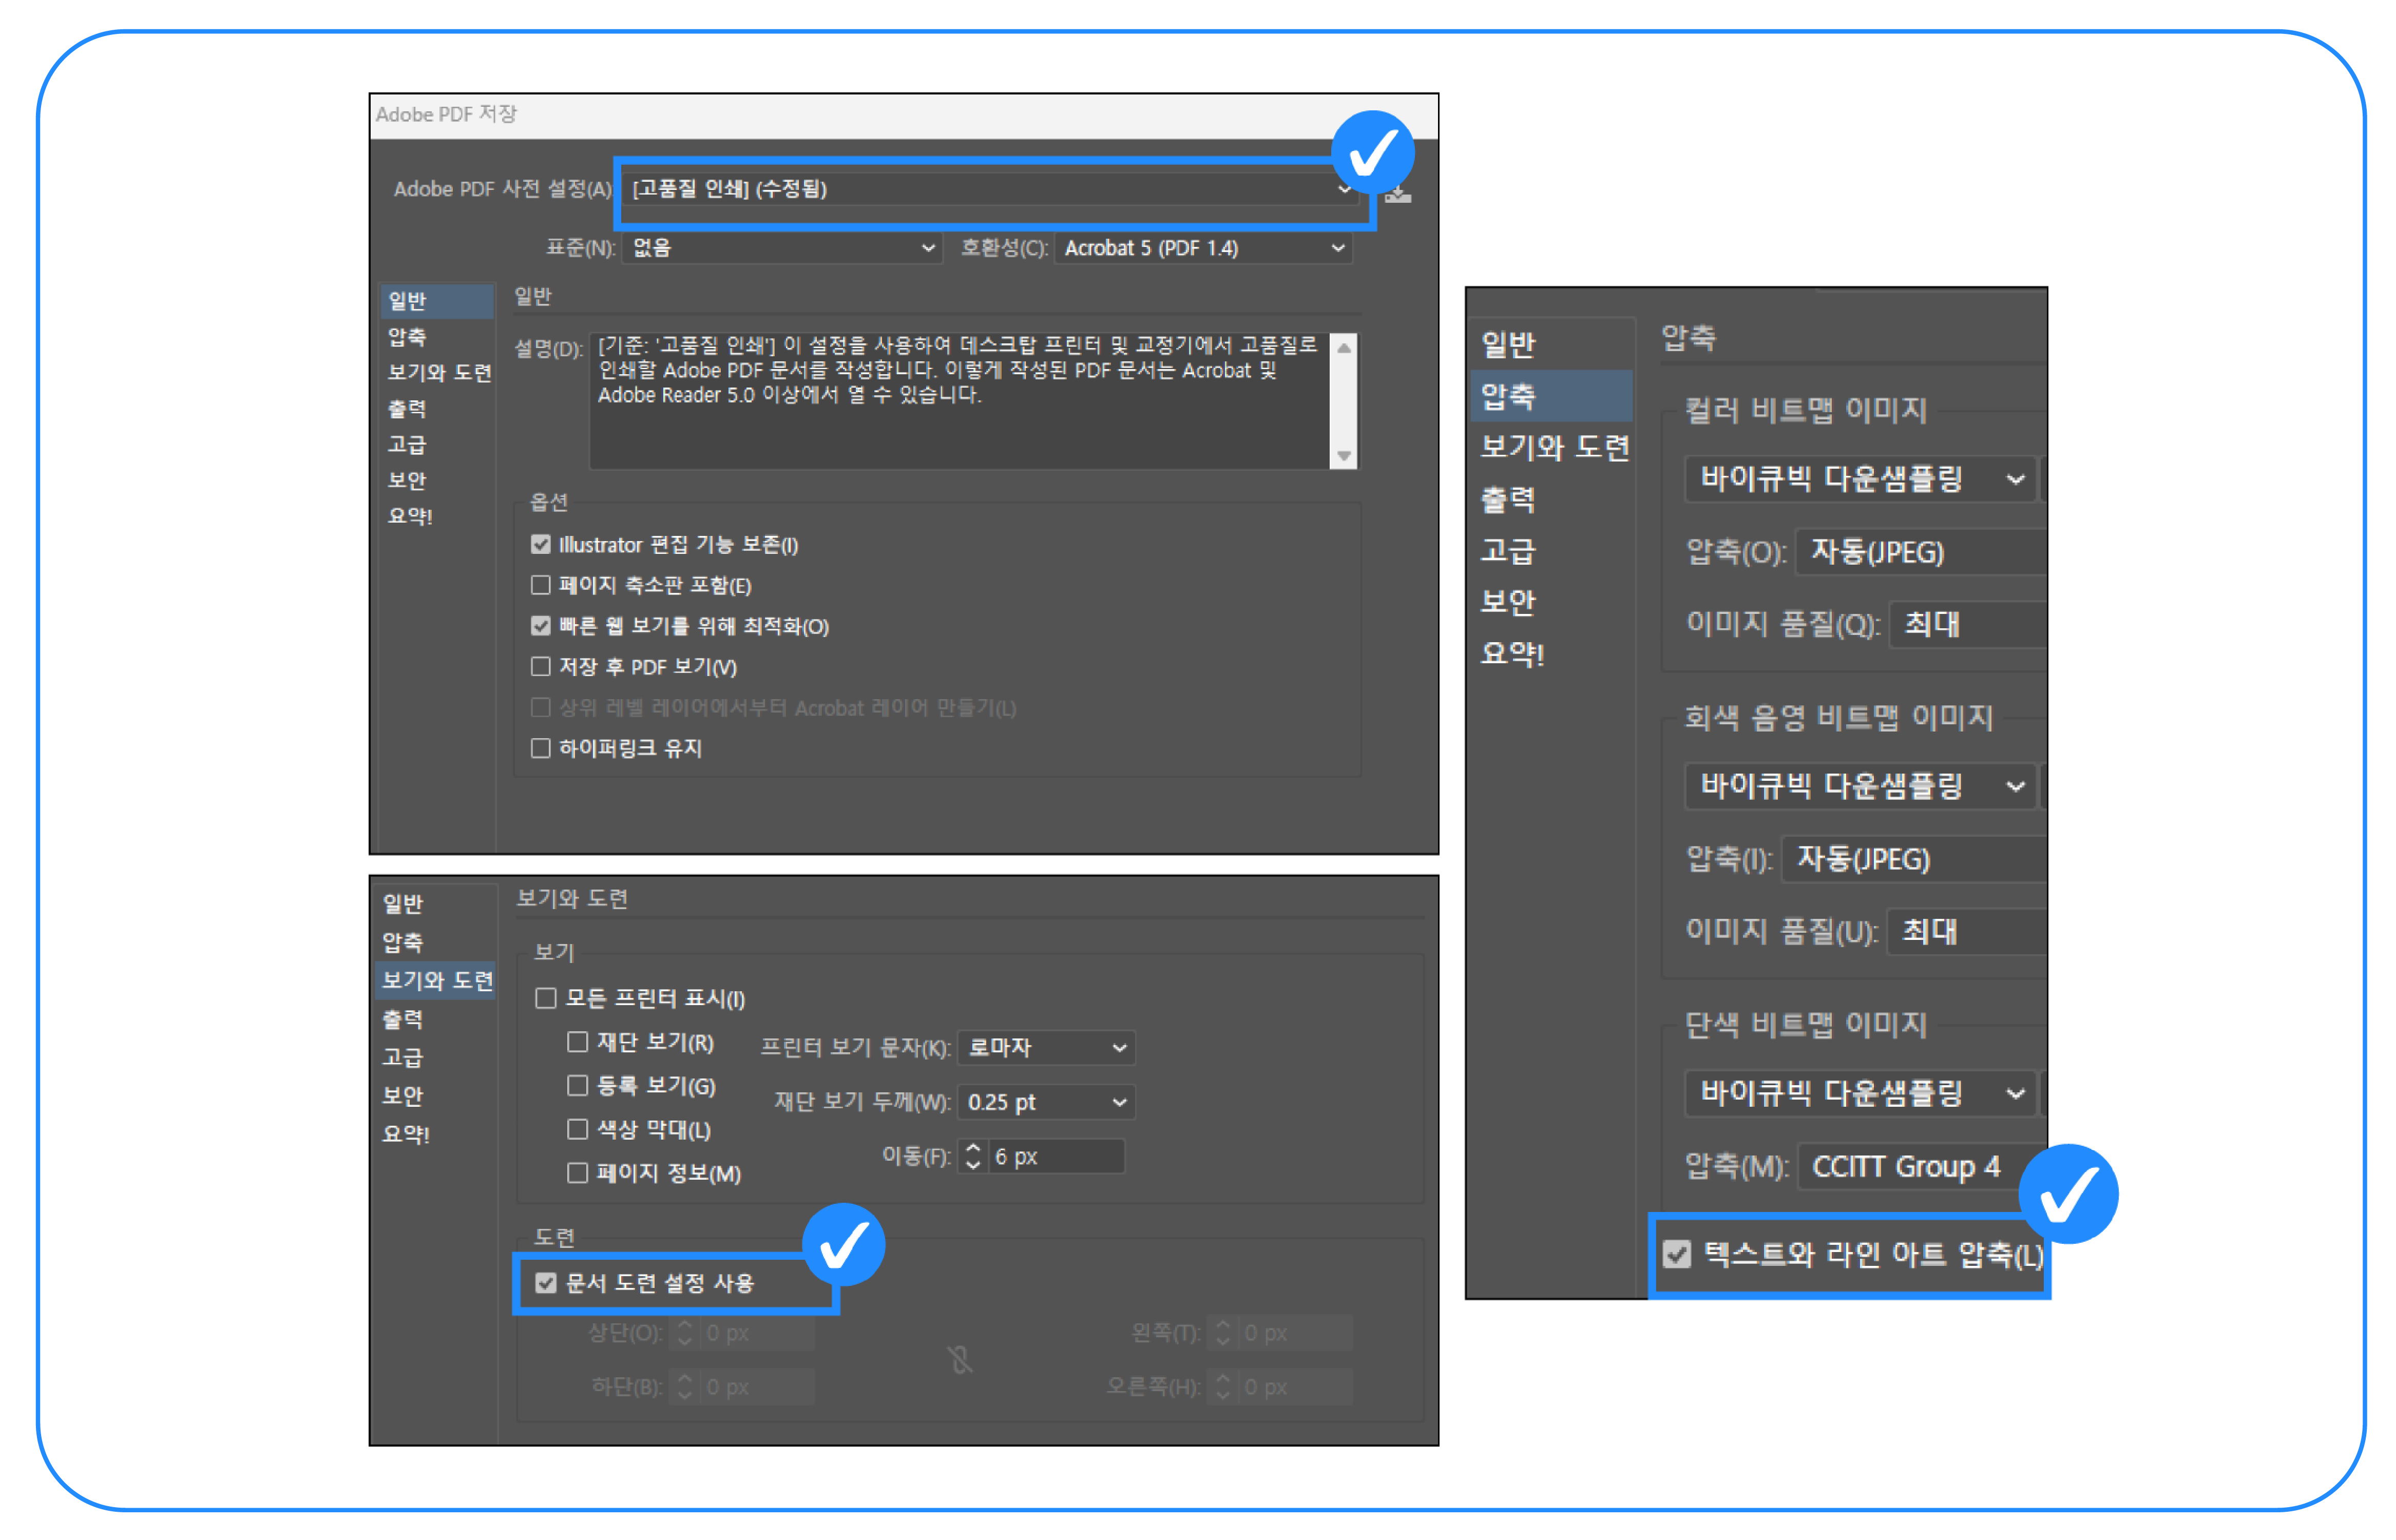 Adobe PDF 저장
Adobe PDF 사전 설정(A) [고품질 인쇄] (수정됨)
표준(N): 없음 호환성(C): Acrobat 5 (PDF 1.4)
일반
압축
보기와 도련
출력
고급
보안
요약!
일반
설명(D): [기준: '고품질 인쇄'] 이 설정을 사용하여 데스크탑 프린터 및 교정기에서 고품질로
인쇄할 Adobe PDF 문서를 작성합니다. 이렇게 작성된 PDF 문서는 Acrobat 및
Adobe Reader 5.0 이상에서 열 수 있습니다.
옵션
Illustrator 편집 기능 보존(I)
페이지 축소판 포함(E)
빠른 웹 보기를 위해 최적화(O)
저장 후 PDF 보기(V)
상위 레벨 레이어에서부터 Acrobat 레이어 만들기(L)
하이퍼링크 유지
일반
압축
보기와 도련
출력
고급
보안
요약!
보기와 도련
보기
모든 프린터 표시(I)
재단 보기(R) 프린터 보기 문자(K): 로마자
등록 보기(G) 재단 보기 두께(W): 0.25 pt
색상 막대(L) 이동(F): 6 px
페이지 정보(M)
도련
문서 도련 설정 사용
상단(O): 0 px 왼쪽(T): 0 px
하단(B): 0 px 오른쪽(H): 0 px
일반
압축
보기와 도련
출력
고급
보안
요약!
압축
컬러 비트맵 이미지
바이큐빅 다운샘플링
압축(O): 자동(JPEG)
이미지 품질(Q): 최대
회색 음영 비트맵 이미지
바이큐빅 다운샘플링
압축(I): 자동(JPEG)
이미지 품질(U): 최대
단색 비트맵 이미지
바이큐빅 다운샘플링
압축(M): CCITT Group 4
텍스트와 라인 아트 압축(L)